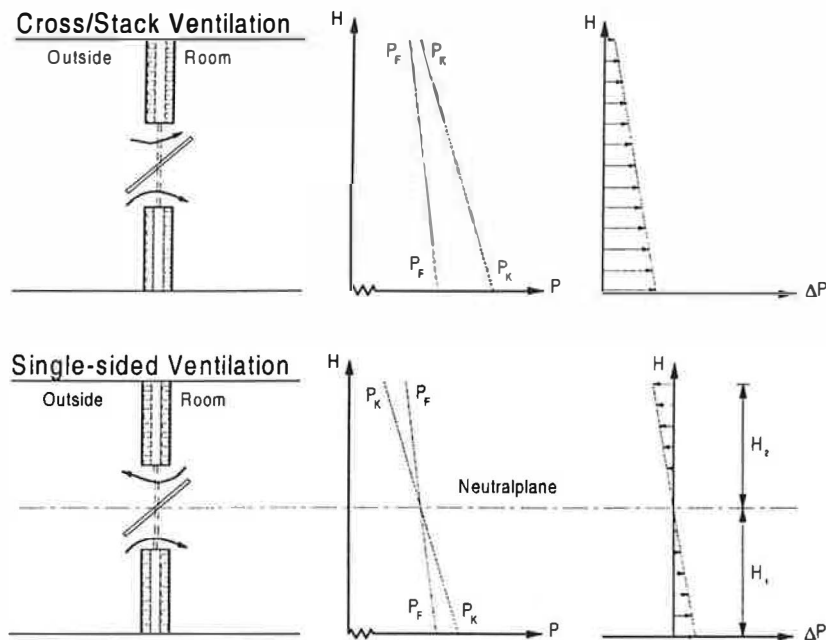 Cross/Stack Ventilation
Outside Room
H
P_F P_K
P_F P_K
P
H
ΔP
Single-sided Ventilation
Outside Room
H
P_K P_F
Neutralplane
P_F P_K
P
H
H_2
H_1
ΔP